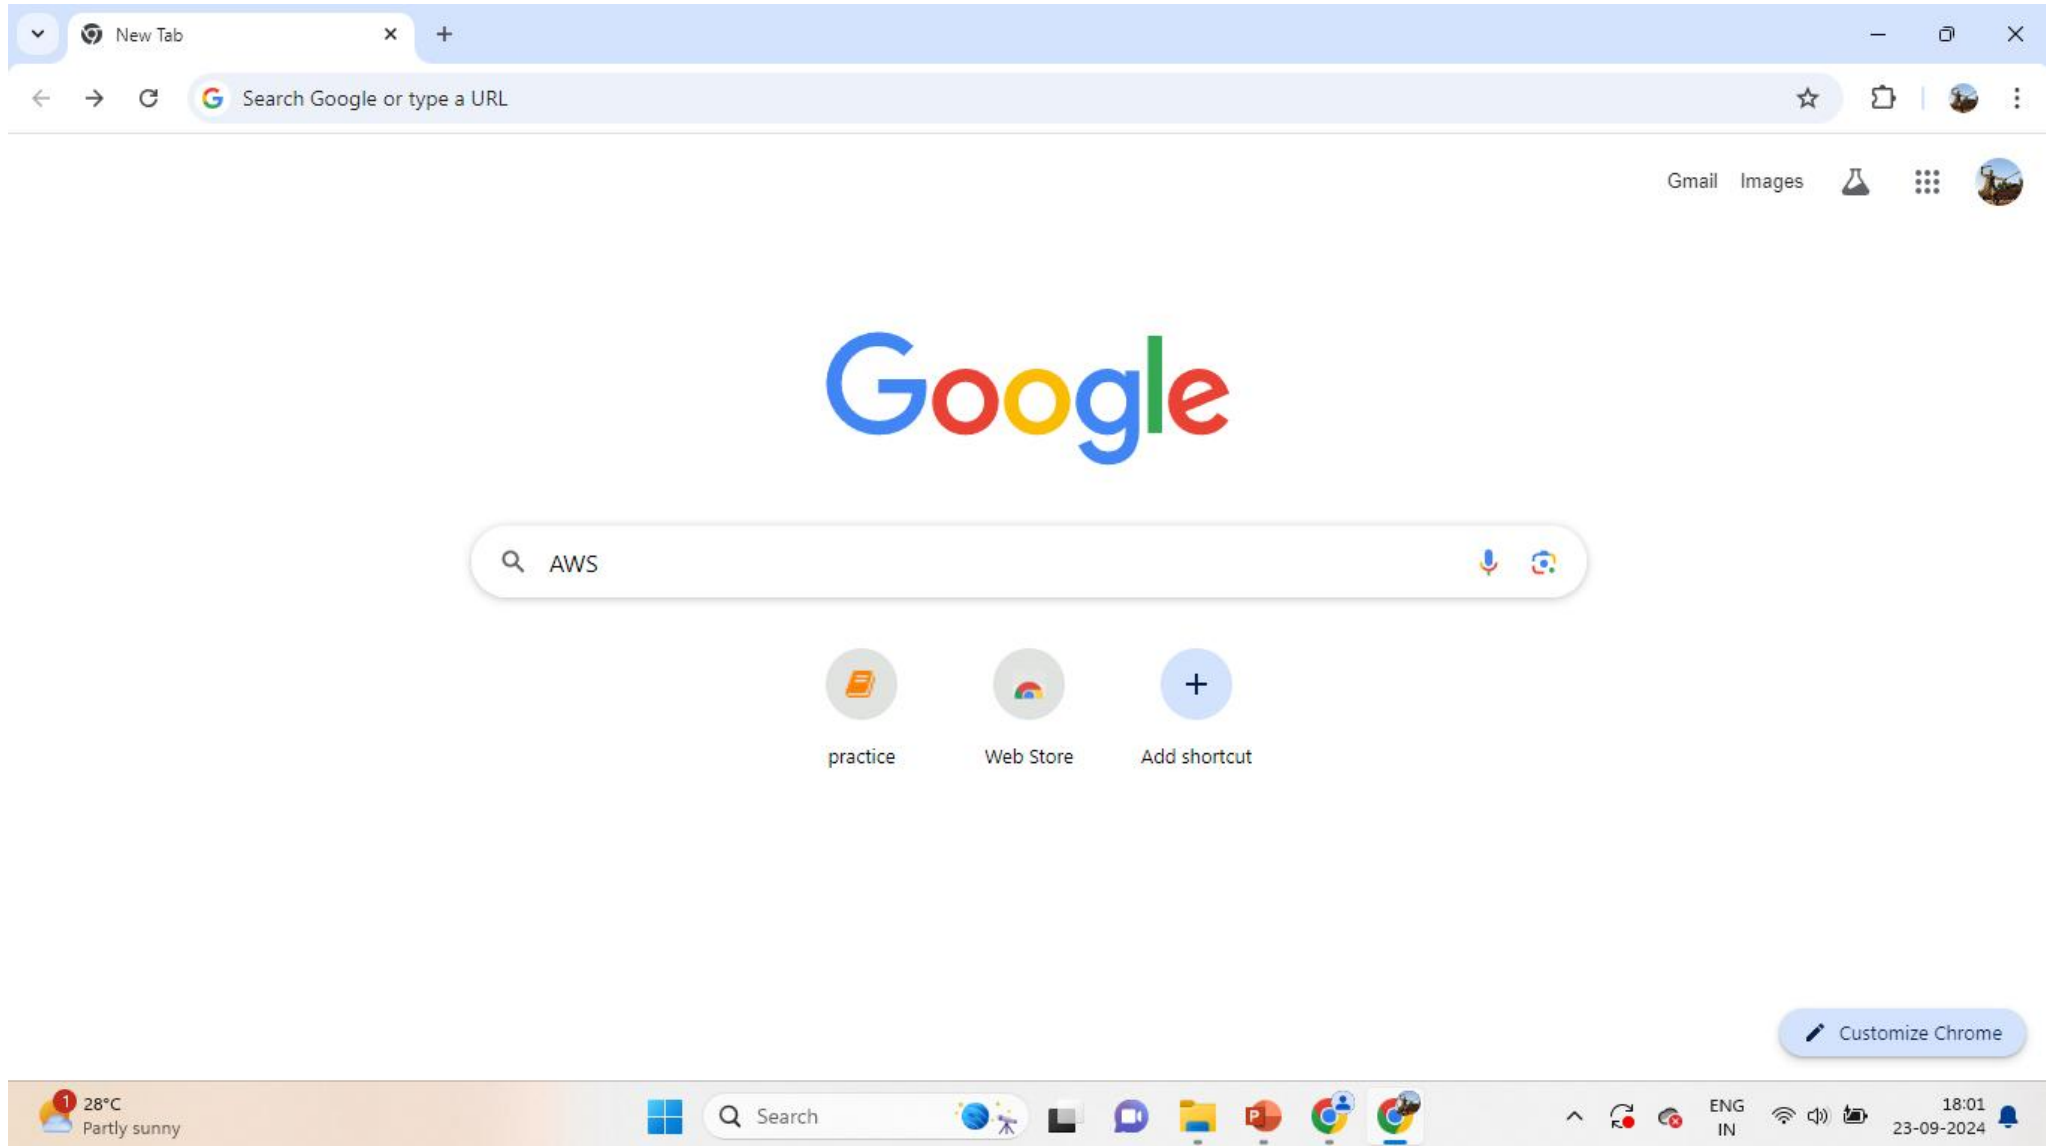 New Tab
Search Google or type a URL
Gmail Images
Google
AWS
practice Web Store Add shortcut
Customize Chrome
1
28°C
Partly sunny
Search
ENG
IN
18:01
23-09-2024